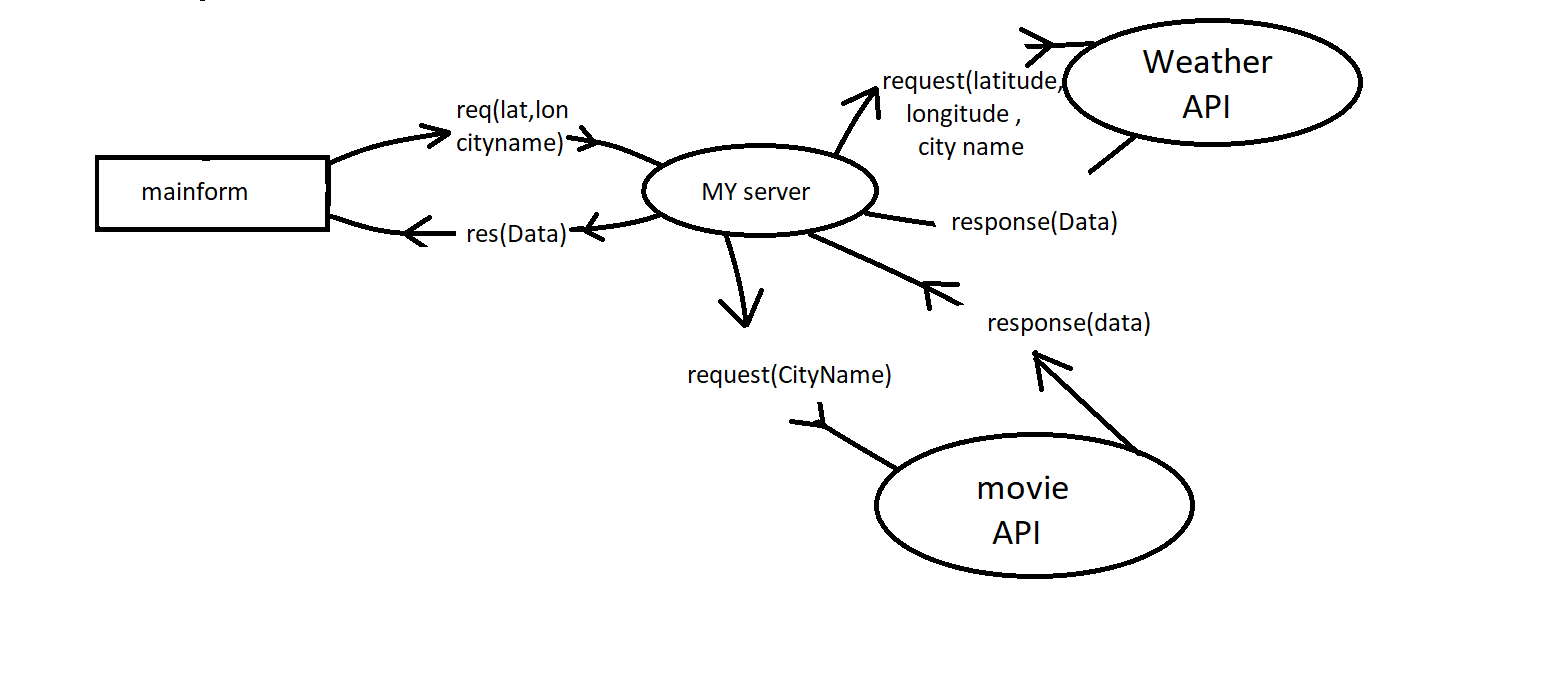 Weather
API
request(latitude,
longitude ,
city name
req(lat,lon
cityname)
mainform
MY server
res(Data)
response(Data)
response(data)
request(CityName)
movie
API